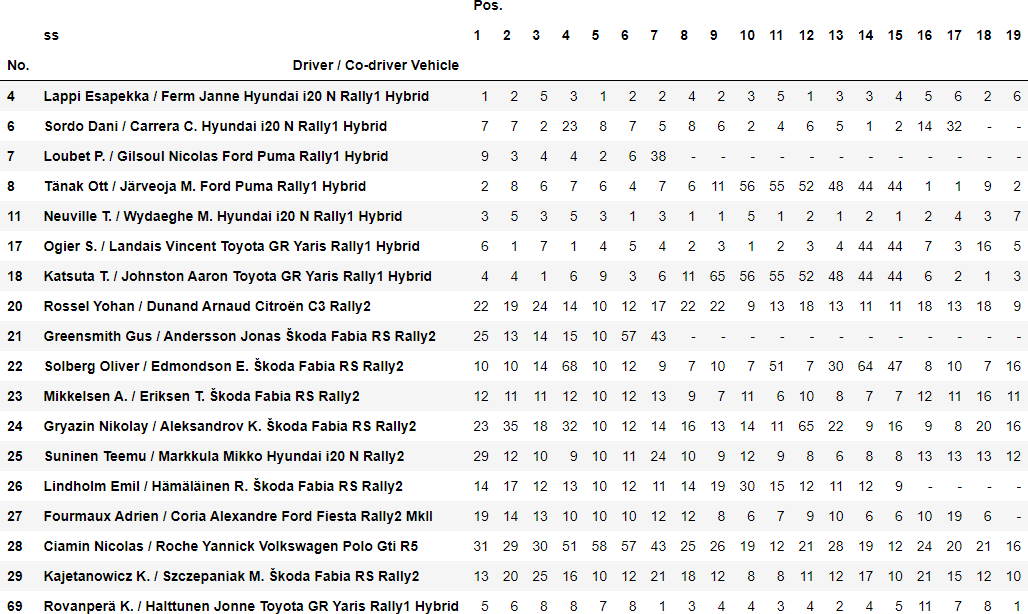 Pos.
ss 1 2 3 4 5 6 7 8 9 10 11 12 13 14 15 16 17 18 19
No. Driver / Co-driver Vehicle
4 Lappi Esapekka / Ferm Janne Hyundai i20 N Rally1 Hybrid 1 2 5 3 1 2 2 4 2 3 5 1 3 3 4 5 6 2 6
6 Sordo Dani / Carrera C. Hyundai i20 N Rally1 Hybrid 7 7 2 23 8 7 5 8 6 2 4 6 5 1 2 14 32 - -
7 Loubet P. / Gilsoul Nicolas Ford Puma Rally1 Hybrid 9 3 4 4 2 6 38 - - - - - - - - - - - -
8 Tänak Ott / Järveoja M. Ford Puma Rally1 Hybrid 2 8 6 7 6 4 7 6 11 56 55 52 48 44 44 1 1 9 2
11 Neuville T. / Wydaeghe M. Hyundai i20 N Rally1 Hybrid 3 5 3 5 3 1 3 1 1 5 1 2 1 2 1 2 4 3 7
17 Ogier S. / Landais Vincent Toyota GR Yaris Rally1 Hybrid 6 1 7 1 4 5 4 2 3 1 2 3 4 44 44 7 3 16 5
18 Katsuta T. / Johnston Aaron Toyota GR Yaris Rally1 Hybrid 4 4 1 6 9 3 6 11 65 56 55 52 48 44 44 6 2 1 3
20 Rossel Yohan / Dunand Arnaud Citroën C3 Rally2 22 19 24 14 10 12 17 22 22 9 13 18 13 11 11 18 13 18 9
21 Greensmith Gus / Andersson Jonas Škoda Fabia RS Rally2 25 13 14 15 10 57 43 - - - - - - - - - - - -
22 Solberg Oliver / Edmondson E. Škoda Fabia RS Rally2 10 10 14 68 10 12 9 7 10 7 51 7 30 64 47 8 10 7 16
23 Mikkelsen A. / Eriksen T. Škoda Fabia RS Rally2 12 11 11 12 10 12 13 9 7 11 6 10 8 7 7 12 11 16 11
24 Gryazin Nikolay / Aleksandrov K. Škoda Fabia RS Rally2 23 35 18 32 10 12 14 16 13 14 11 65 22 9 16 9 8 20 16
25 Suninen Teemu / Markkula Mikko Hyundai i20 N Rally2 29 12 10 9 10 11 24 10 9 12 9 8 6 8 8 13 13 13 12
26 Lindholm Emil / Hämäläinen R. Škoda Fabia RS Rally2 14 17 12 13 10 12 11 14 19 30 15 12 11 12 9 - - - -
27 Fourmaux Adrien / Coria Alexandre Ford Fiesta Rally2 MkII 19 14 13 10 10 10 12 12 8 6 7 9 10 6 6 10 19 6 -
28 Ciamin Nicolas / Roche Yannick Volkswagen Polo Gti R5 31 29 30 51 58 57 43 25 26 19 12 21 28 19 12 24 20 21 16
29 Kajetanowicz K. / Szczepaniak M. Škoda Fabia RS Rally2 13 20 25 16 10 12 21 18 12 8 8 11 12 17 10 21 15 12 10
69 Rovanperä K. / Halttunen Jonne Toyota GR Yaris Rally1 Hybrid 5 6 8 8 7 8 1 3 4 4 3 4 2 4 5 11 7 8 1